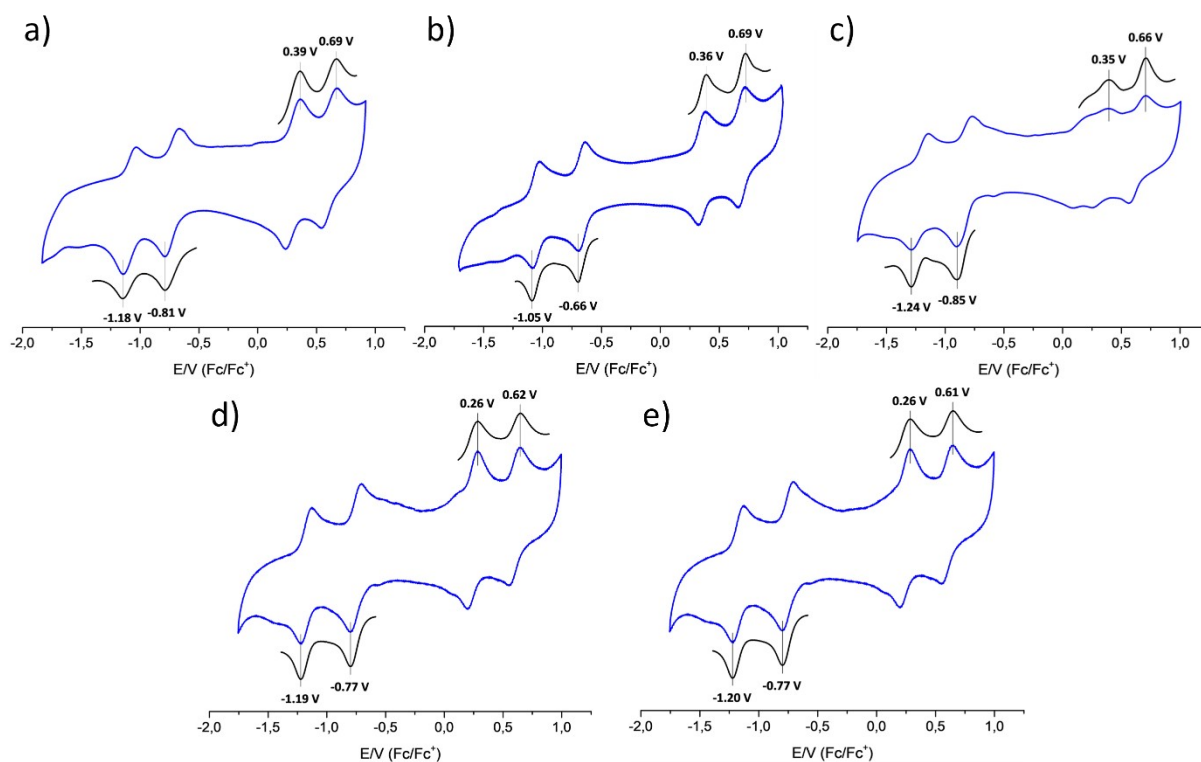 a)
0.39 V 0.69 V
-1.18 V -0.81 V
-2,0 -1,5 -1,0 -0,5 0,0 0,5 1,0
E/V (Fc/Fc⁺)
b)
0.36 V 0.69 V
-1.05 V -0.66 V
-2,0 -1,5 -1,0 -0,5 0,0 0,5 1,0
E/V (Fc/Fc⁺)
c)
0.35 V 0.66 V
-1.24 V -0.85 V
-2,0 -1,5 -1,0 -0,5 0,0 0,5 1,0
E/V (Fc/Fc⁺)
d)
0.26 V 0.62 V
-1.19 V -0.77 V
-2,0 -1,5 -1,0 -0,5 0,0 0,5 1,0
E/V (Fc/Fc⁺)
e)
0.26 V 0.61 V
-1.20 V -0.77 V
-2,0 -1,5 -1,0 -0,5 0,0 0,5 1,0
E/V (Fc/Fc⁺)